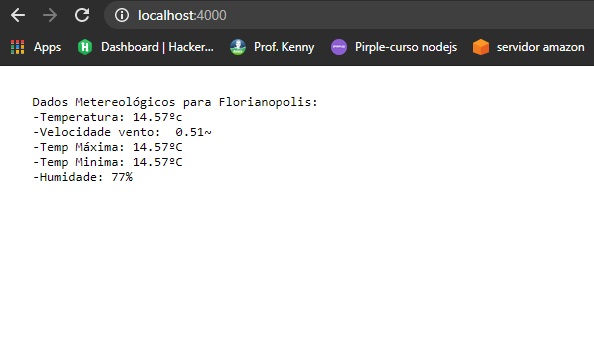 localhost:4000
Apps Dashboard | Hacker... Prof. Kenny Pirple-curso nodejs servidor amazon
Dados Metereológicos para Florianopolis:
-Temperatura: 14.57ºc
-Velocidade vento:  0.51~
-Temp Máxima: 14.57ºC
-Temp Minima: 14.57ºC
-Humidade: 77%